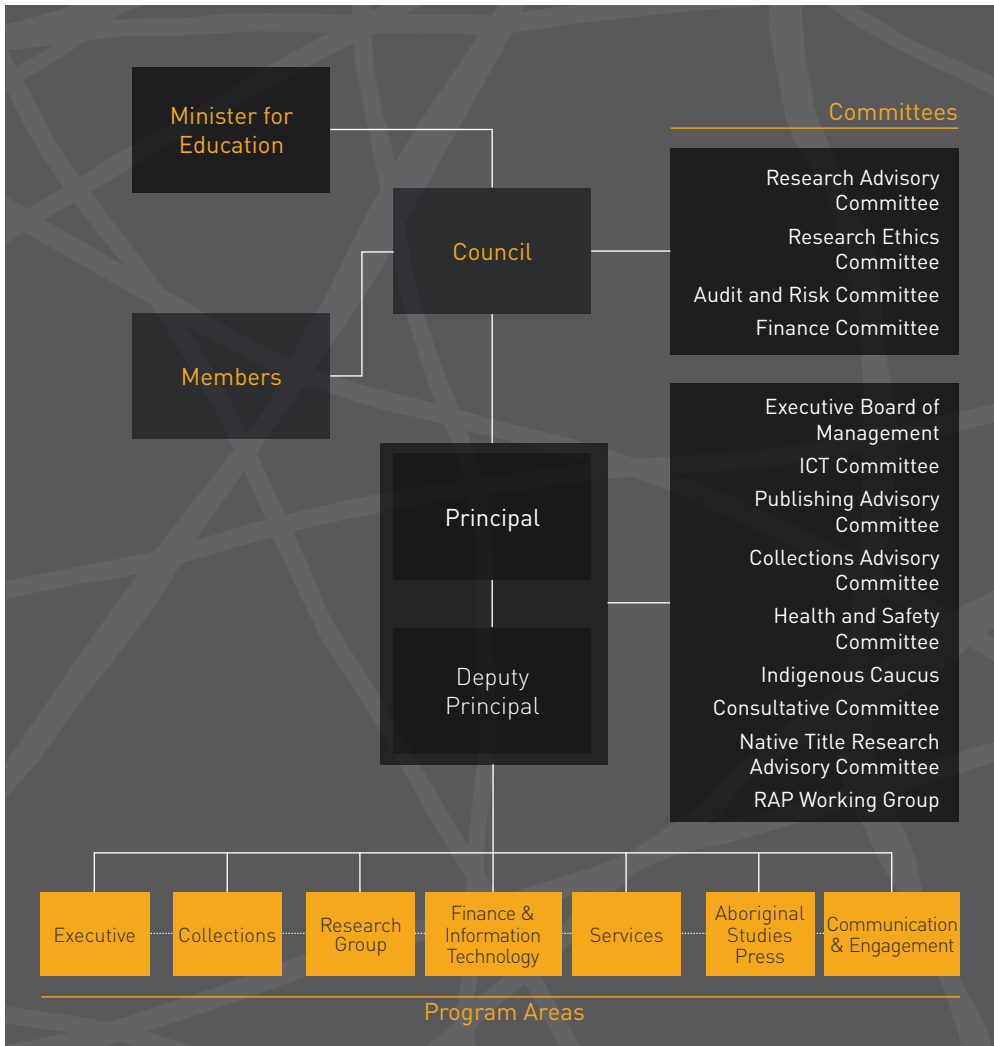 Minister for
Education
Council
Members
Committees
Research Advisory
Committee
Research Ethics
Committee
Audit and Risk Committee
Finance Committee
Principal
Deputy
Principal
Executive Board of
Management
ICT Committee
Publishing Advisory
Committee
Collections Advisory
Committee
Health and Safety
Committee
Indigenous Caucus
Consultative Committee
Native Title Research
Advisory Committee
RAP Working Group
Executive
Collections
Research
Group
Finance &
Information
Technology
Services
Aboriginal
Studies
Press
Communication
& Engagement
Program Areas